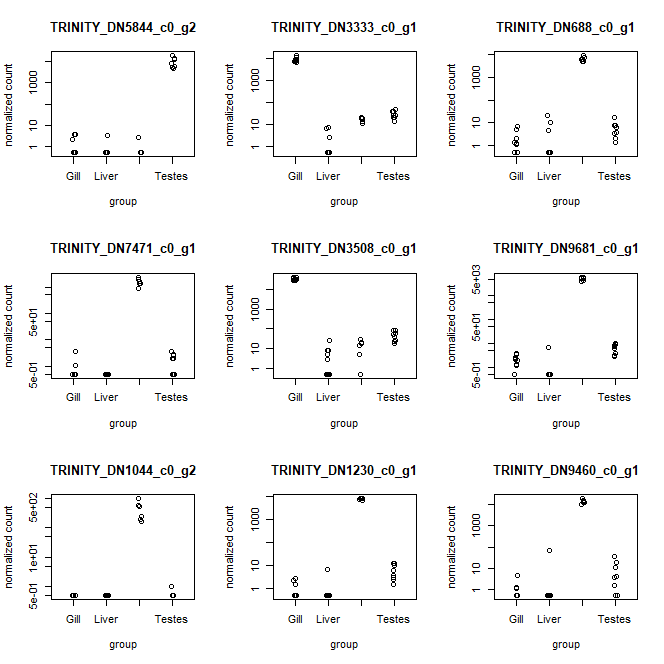 TRINITY_DN5844_c0_g2
normalized count
1000
10
1
Gill Liver Testes
group
TRINITY_DN3333_c0_g1
normalized count
1000
10
1
Gill Liver Testes
group
TRINITY_DN688_c0_g1
normalized count
1000
10
1
Gill Liver Testes
group
TRINITY_DN7471_c0_g1
normalized count
5e+01
5e-01
Gill Liver Testes
group
TRINITY_DN3508_c0_g1
normalized count
1000
10
1
Gill Liver Testes
group
TRINITY_DN9681_c0_g1
normalized count
5e+03
5e+01
5e-01
Gill Liver Testes
group
TRINITY_DN1044_c0_g2
normalized count
5e+02
1e+01
5e-01
Gill Liver Testes
group
TRINITY_DN1230_c0_g1
normalized count
1000
10
1
Gill Liver Testes
group
TRINITY_DN9460_c0_g1
normalized count
1000
10
1
Gill Liver Testes
group